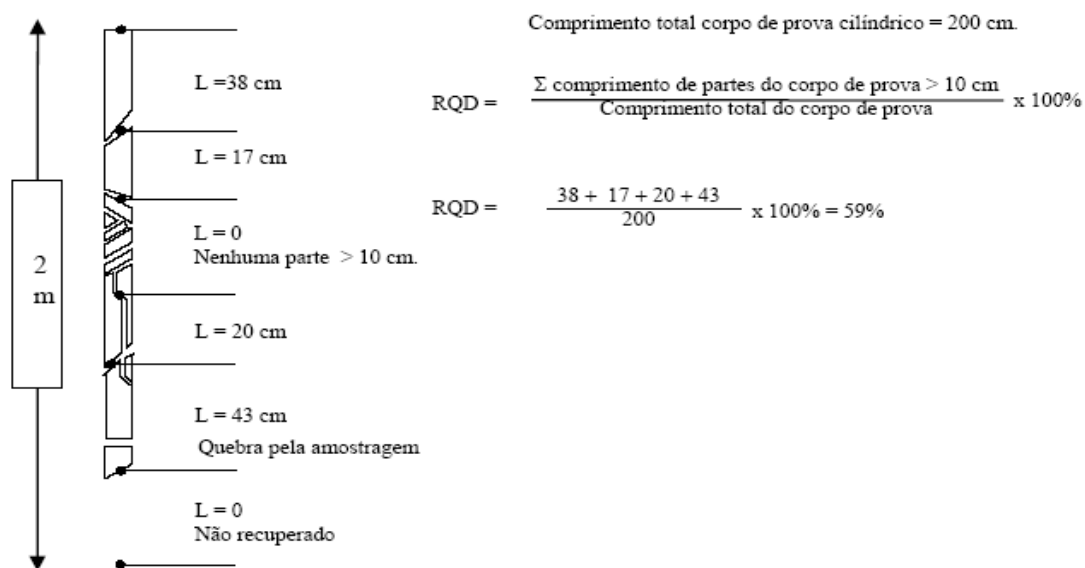 Comprimento total corpo de prova cilíndrico = 200 cm.
L =38 cm
RQD = Σ comprimento de partes do corpo de prova > 10 cm x 100%
Comprimento total do corpo de prova
L = 17 cm
RQD = 38 + 17 + 20 + 43 x 100% = 59%
200
L = 0
Nenhuma parte > 10 cm.
2
m
L = 20 cm
L = 43 cm
Quebra pela amostragem
L = 0
Não recuperado